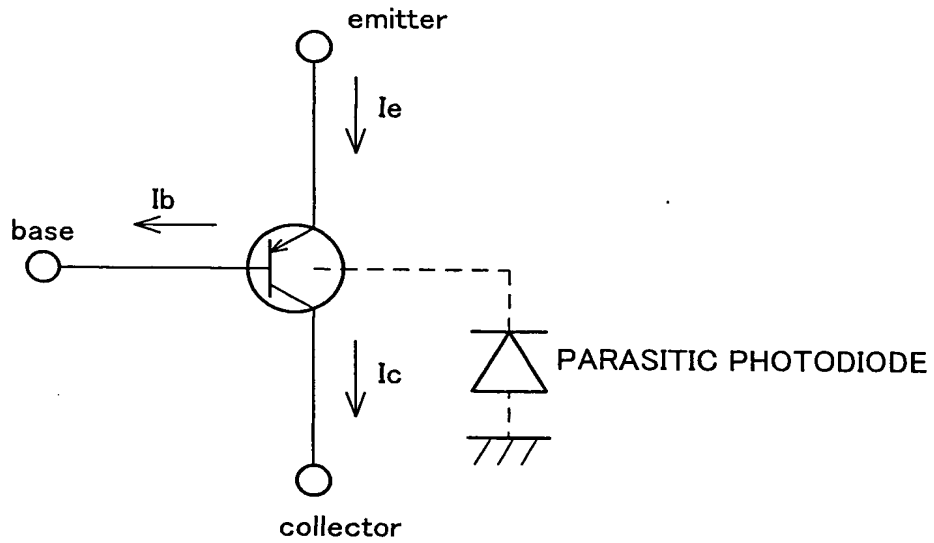 emitter
Ie
Ib
base
PARASITIC PHOTODIODE
Ic
collector